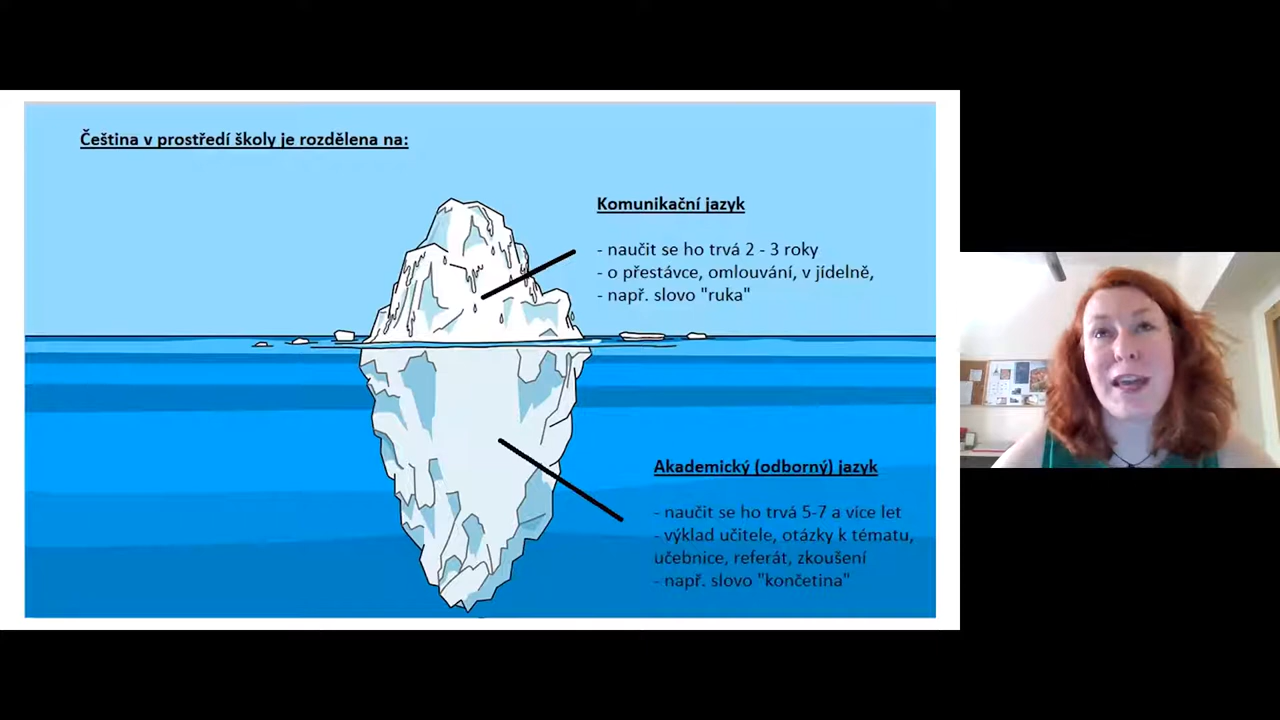 Čeština v prostředí školy je rozdělena na:
Komunikační jazyk
- naučit se ho trvá 2 - 3 roky
- o přestávce, omlouvání, v jídelně,
- např. slovo "ruka"
Akademický (odborný) jazyk
- naučit se ho trvá 5-7 a více let
- výklad učitele, otázky k tématu,
učebnice, referát, zkoušení
- např. slovo "končetina"